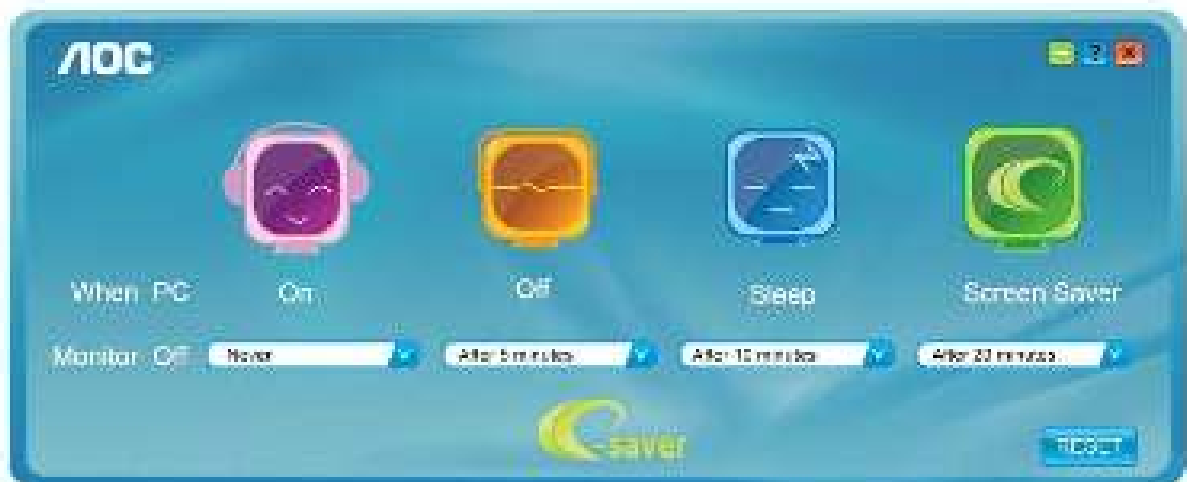 AOC
?
When PC On Off Sleep Screen Saver
Monitor Off Never After 5 minutes After 10 minutes After 20 minutes
e-saver
RESET